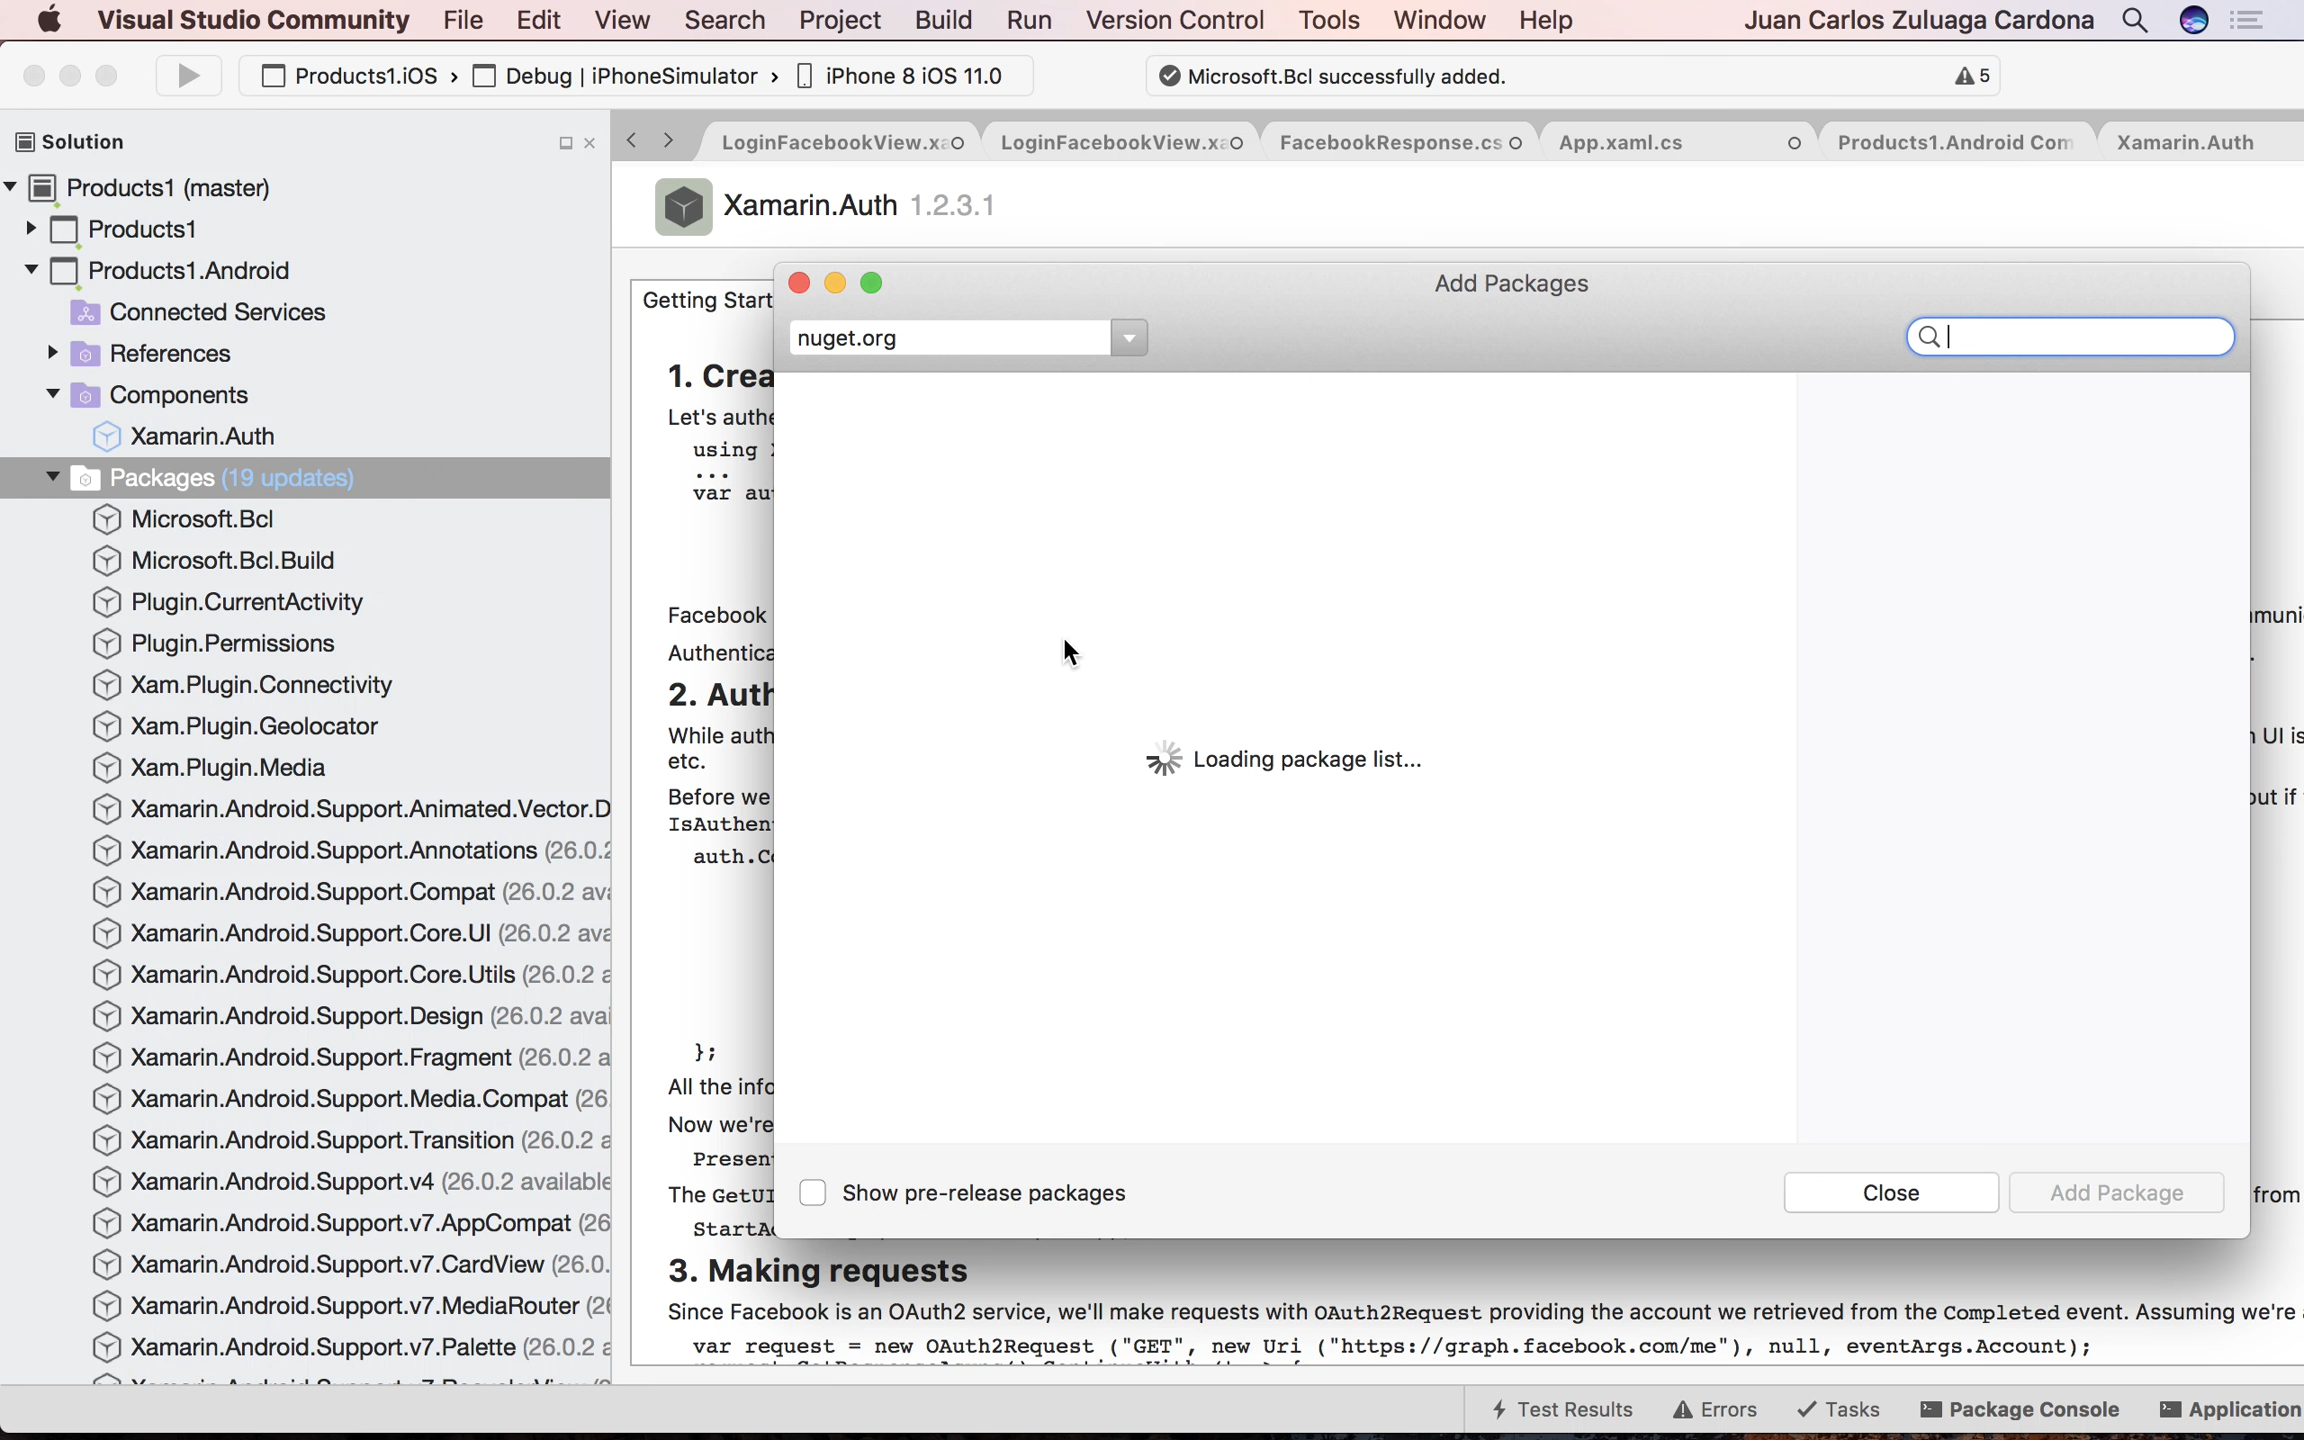 Visual Studio Community File Edit View Search Project Build Run Version Control Tools Window Help Juan Carlos Zuluaga Cardona
Products1.iOS › Debug | iPhoneSimulator › iPhone 8 iOS 11.0 Microsoft.Bcl successfully added. 5
Solution
LoginFacebookView.xa LoginFacebookView.xa FacebookResponse.cs App.xaml.cs Products1.Android Com Xamarin.Auth
Products1 (master)
Products1
Products1.Android
Connected Services
References
Components
Xamarin.Auth
Packages (19 updates)
Microsoft.Bcl
Microsoft.Bcl.Build
Plugin.CurrentActivity
Plugin.Permissions
Xam.Plugin.Connectivity
Xam.Plugin.Geolocator
Xam.Plugin.Media
Xamarin.Android.Support.Animated.Vector.D
Xamarin.Android.Support.Annotations (26.0.2
Xamarin.Android.Support.Compat (26.0.2 ava
Xamarin.Android.Support.Core.UI (26.0.2 ava
Xamarin.Android.Support.Core.Utils (26.0.2 a
Xamarin.Android.Support.Design (26.0.2 avai
Xamarin.Android.Support.Fragment (26.0.2 a
Xamarin.Android.Support.Media.Compat (26.
Xamarin.Android.Support.Transition (26.0.2 a
Xamarin.Android.Support.v4 (26.0.2 available
Xamarin.Android.Support.v7.AppCompat (26
Xamarin.Android.Support.v7.CardView (26.0.
Xamarin.Android.Support.v7.MediaRouter (26
Xamarin.Android.Support.v7.Palette (26.0.2 a
Xamarin.Auth 1.2.3.1
Getting Start
1. Crea
Let's authe
using
...
var au
Facebook
Authentica
2. Auth
While auth
etc.
Before we
IsAuthen
auth.Co
};
All the info
Now we're
Present
The GetUI
StartA
3. Making requests
Since Facebook is an OAuth2 service, we'll make requests with OAuth2Request providing the account we retrieved from the Completed event. Assuming we're
var request = new OAuth2Request ("GET", new Uri ("https://graph.facebook.com/me"), null, eventArgs.Account);
Add Packages
nuget.org
Loading package list...
Show pre-release packages
Close Add Package
UI is
out if
from
Test Results Errors Tasks Package Console Application